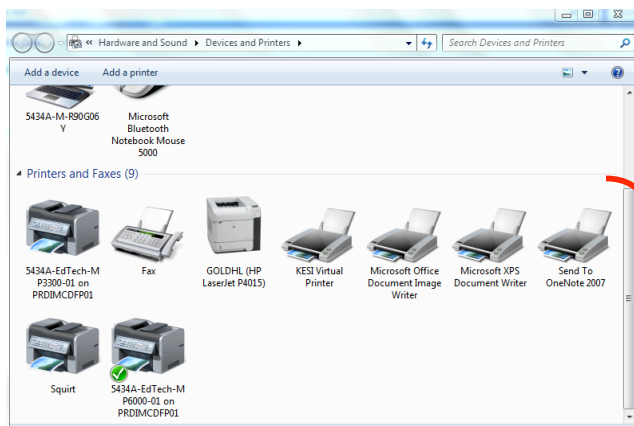 « Hardware and Sound ▸ Devices and Printers ▸
Search Devices and Printers
Add a device Add a printer
5434A-M-R90G06
Y
Microsoft
Bluetooth
Notebook Mouse
5000
Printers and Faxes (9)
5434A-EdTech-M
P3300-01 on
PRDIMCDFP01
Fax
GOLDHL (HP
LaserJet P4015)
KESI Virtual
Printer
Microsoft Office
Document Image
Writer
Microsoft XPS
Document Writer
Send To
OneNote 2007
Squirt
5434A-EdTech-M
P6000-01 on
PRDIMCDFP01